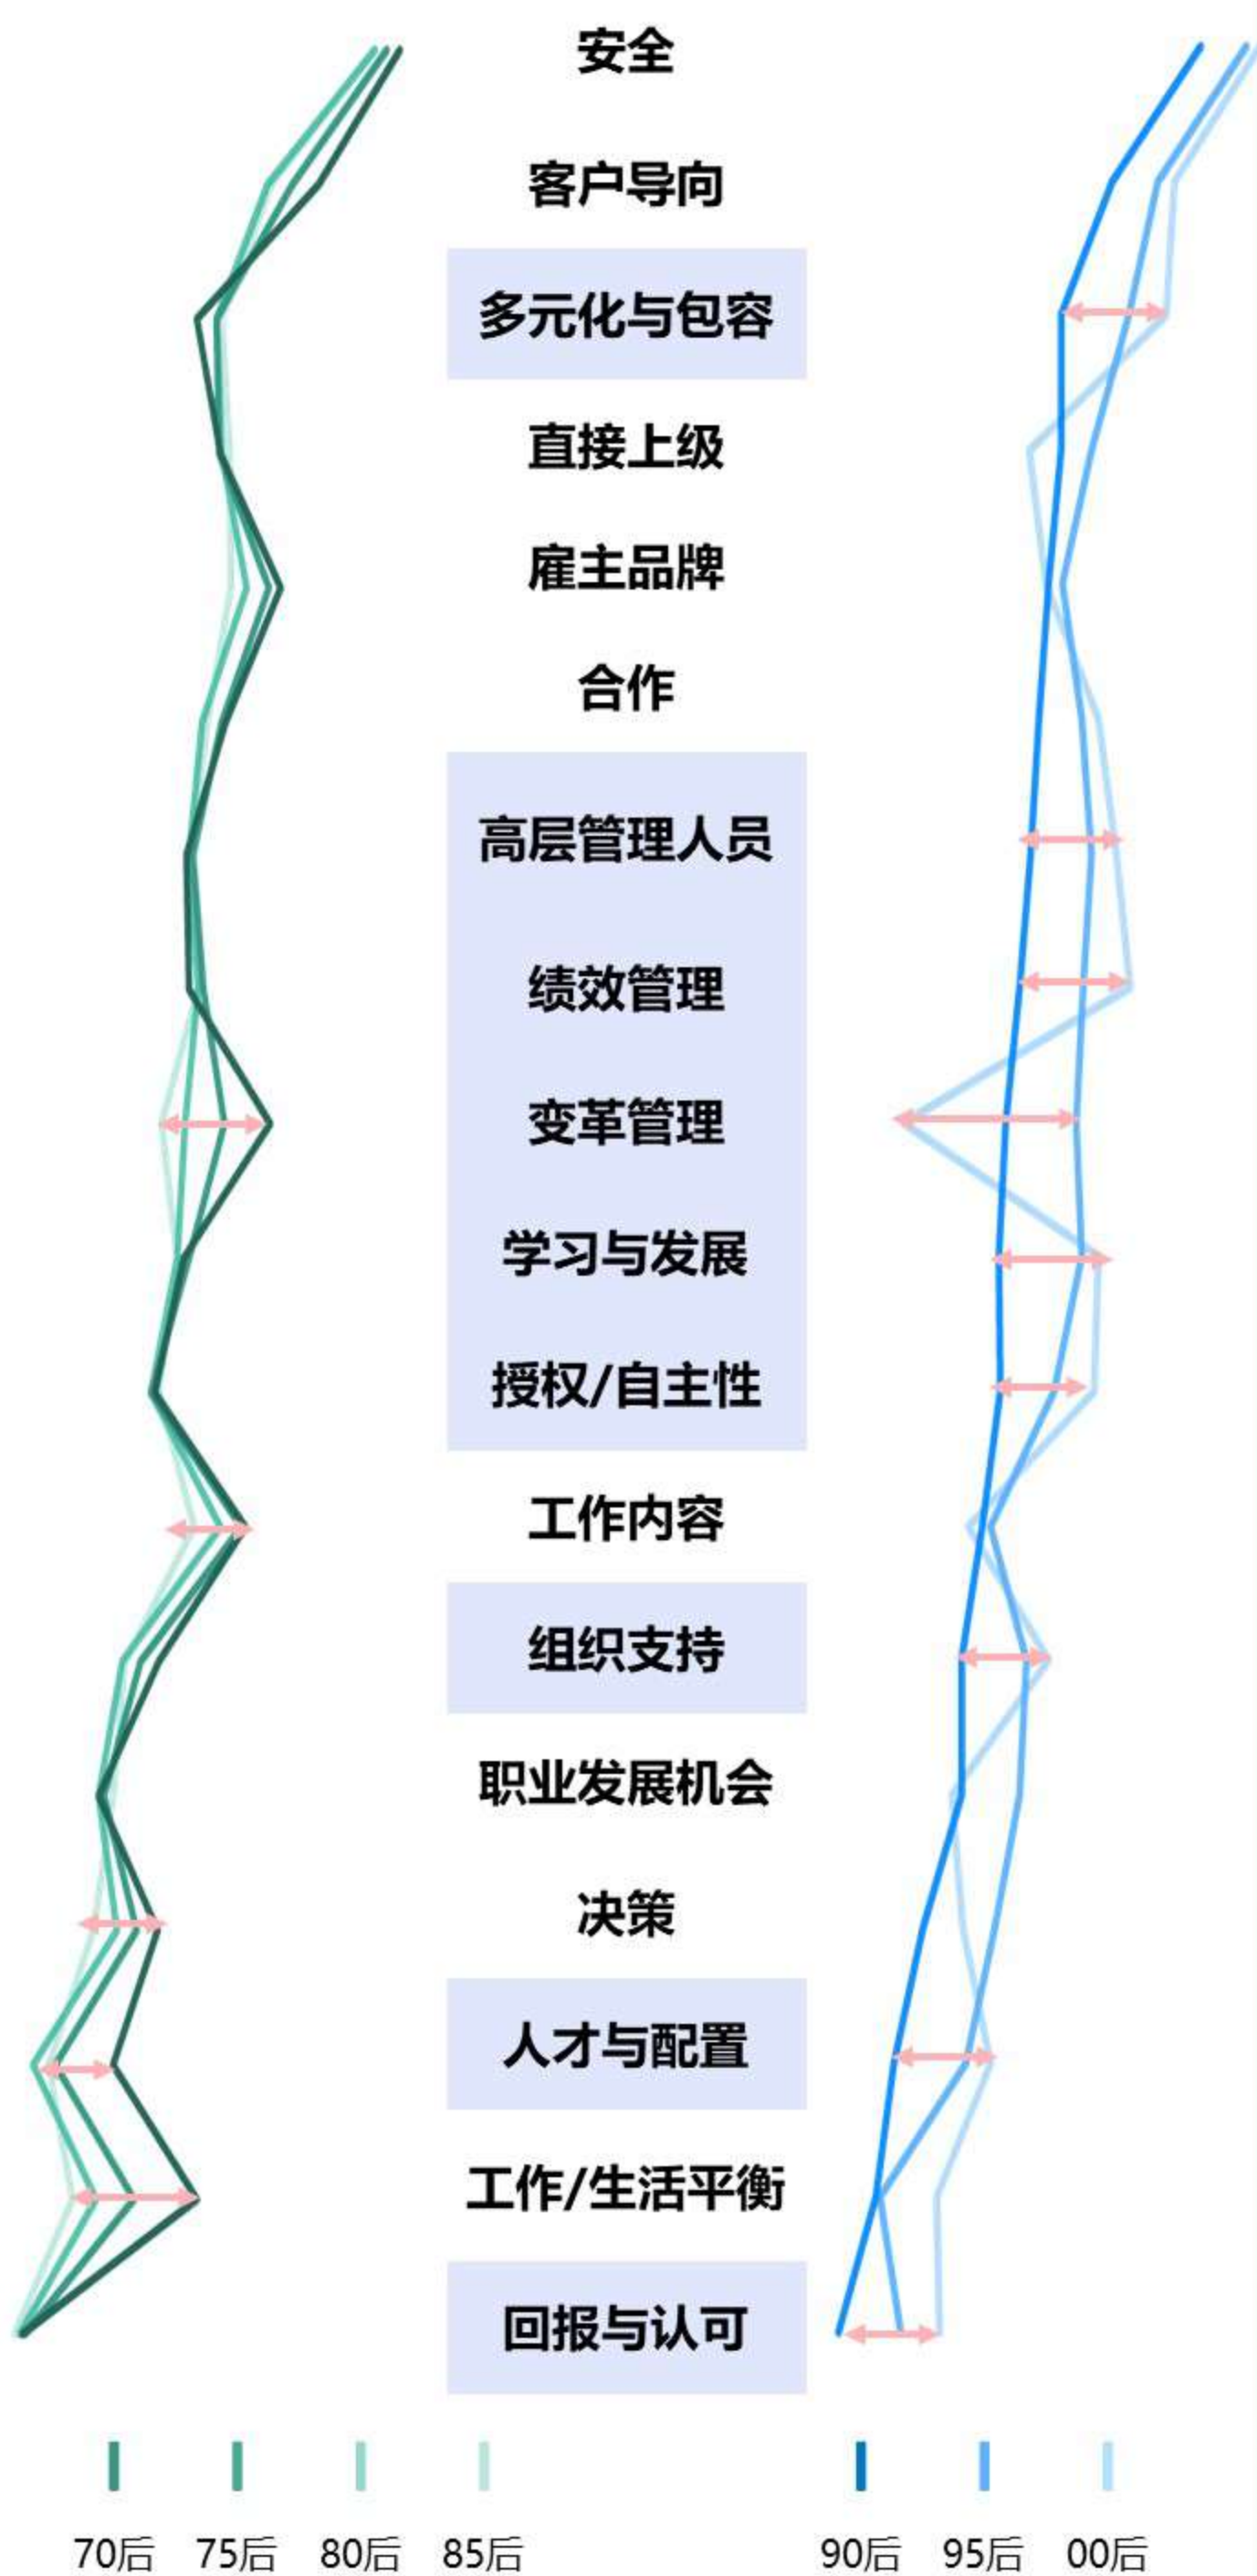 安全
客户导向
多元化与包容
直接上级
雇主品牌
合作
高层管理人员
绩效管理
变革管理
学习与发展
授权/自主性
工作内容
组织支持
职业发展机会
决策
人才与配置
工作/生活平衡
回报与认可
70后 75后 80后 85后 90后 95后 00后